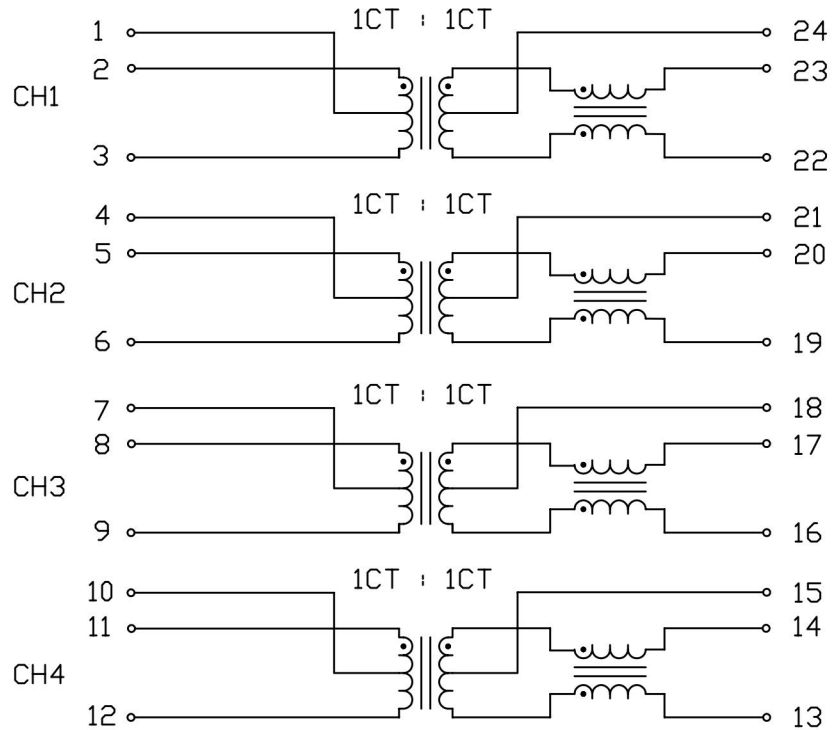 1 1CT : 1CT 24
2 23
CH1
3 22
4 1CT : 1CT 21
5 20
CH2
6 19
7 1CT : 1CT 18
8 17
CH3
9 16
10 1CT : 1CT 15
11 14
CH4
12 13